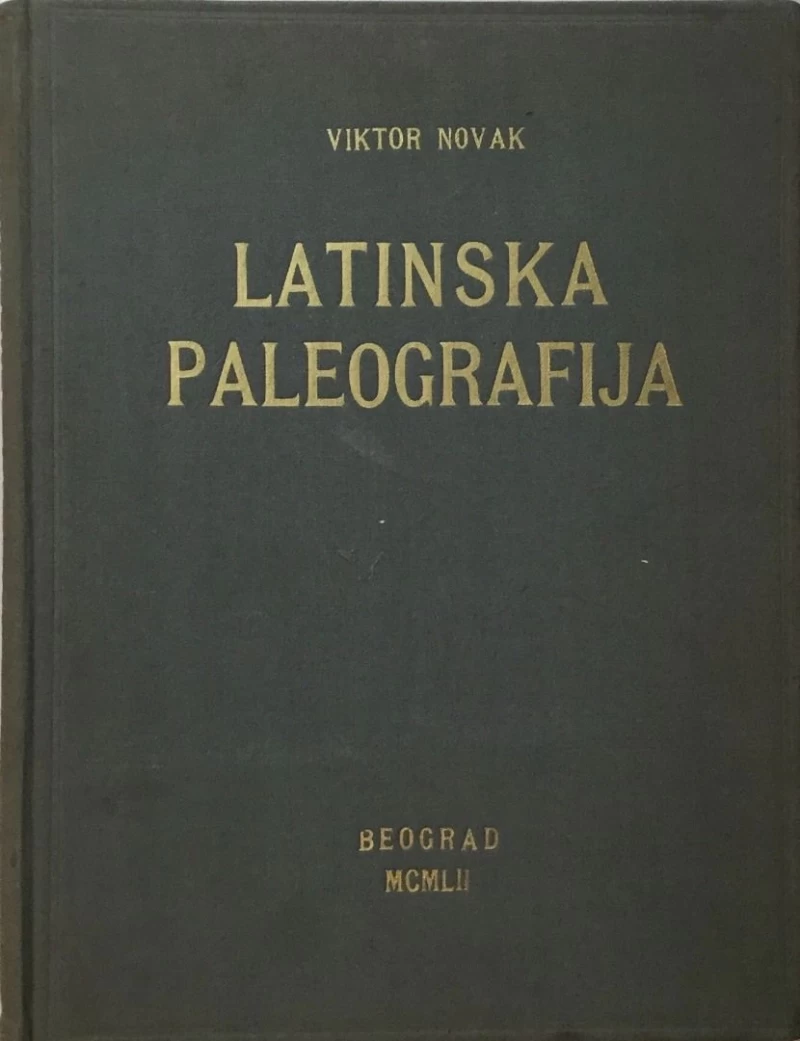 VIKTOR NOVAK
LATINSKA
PALEOGRAFIJA
BEOGRAD
MCMLII